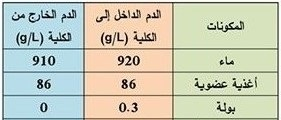 المكونات | الدم الداخل إلى الكلية (g/L) | الدم الخارج من الكلية (g/L)
ماء | 920 | 910
أغذية عضوية | 86 | 86
بولة | 0.3 | 0